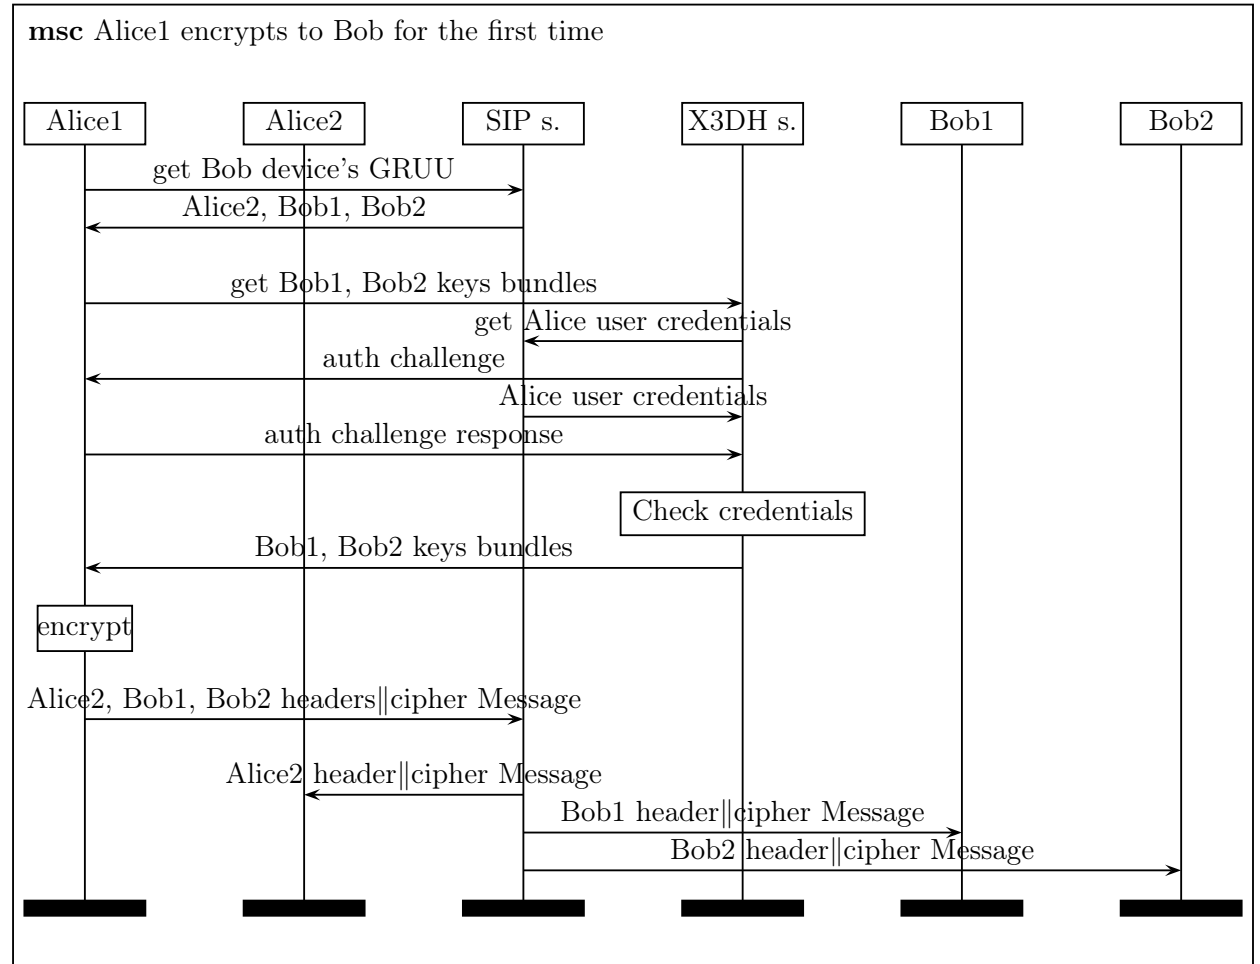 msc Alice1 encrypts to Bob for the first time
Alice1
Alice2
SIP s.
X3DH s.
Bob1
Bob2
get Bob device's GRUU
Alice2, Bob1, Bob2
get Bob1, Bob2 keys bundles
get Alice user credentials
auth challenge
Alice user credentials
auth challenge response
Check credentials
Bob1, Bob2 keys bundles
encrypt
Alice2, Bob1, Bob2 headers∥cipher Message
Alice2 header∥cipher Message
Bob1 header∥cipher Message
Bob2 header∥cipher Message